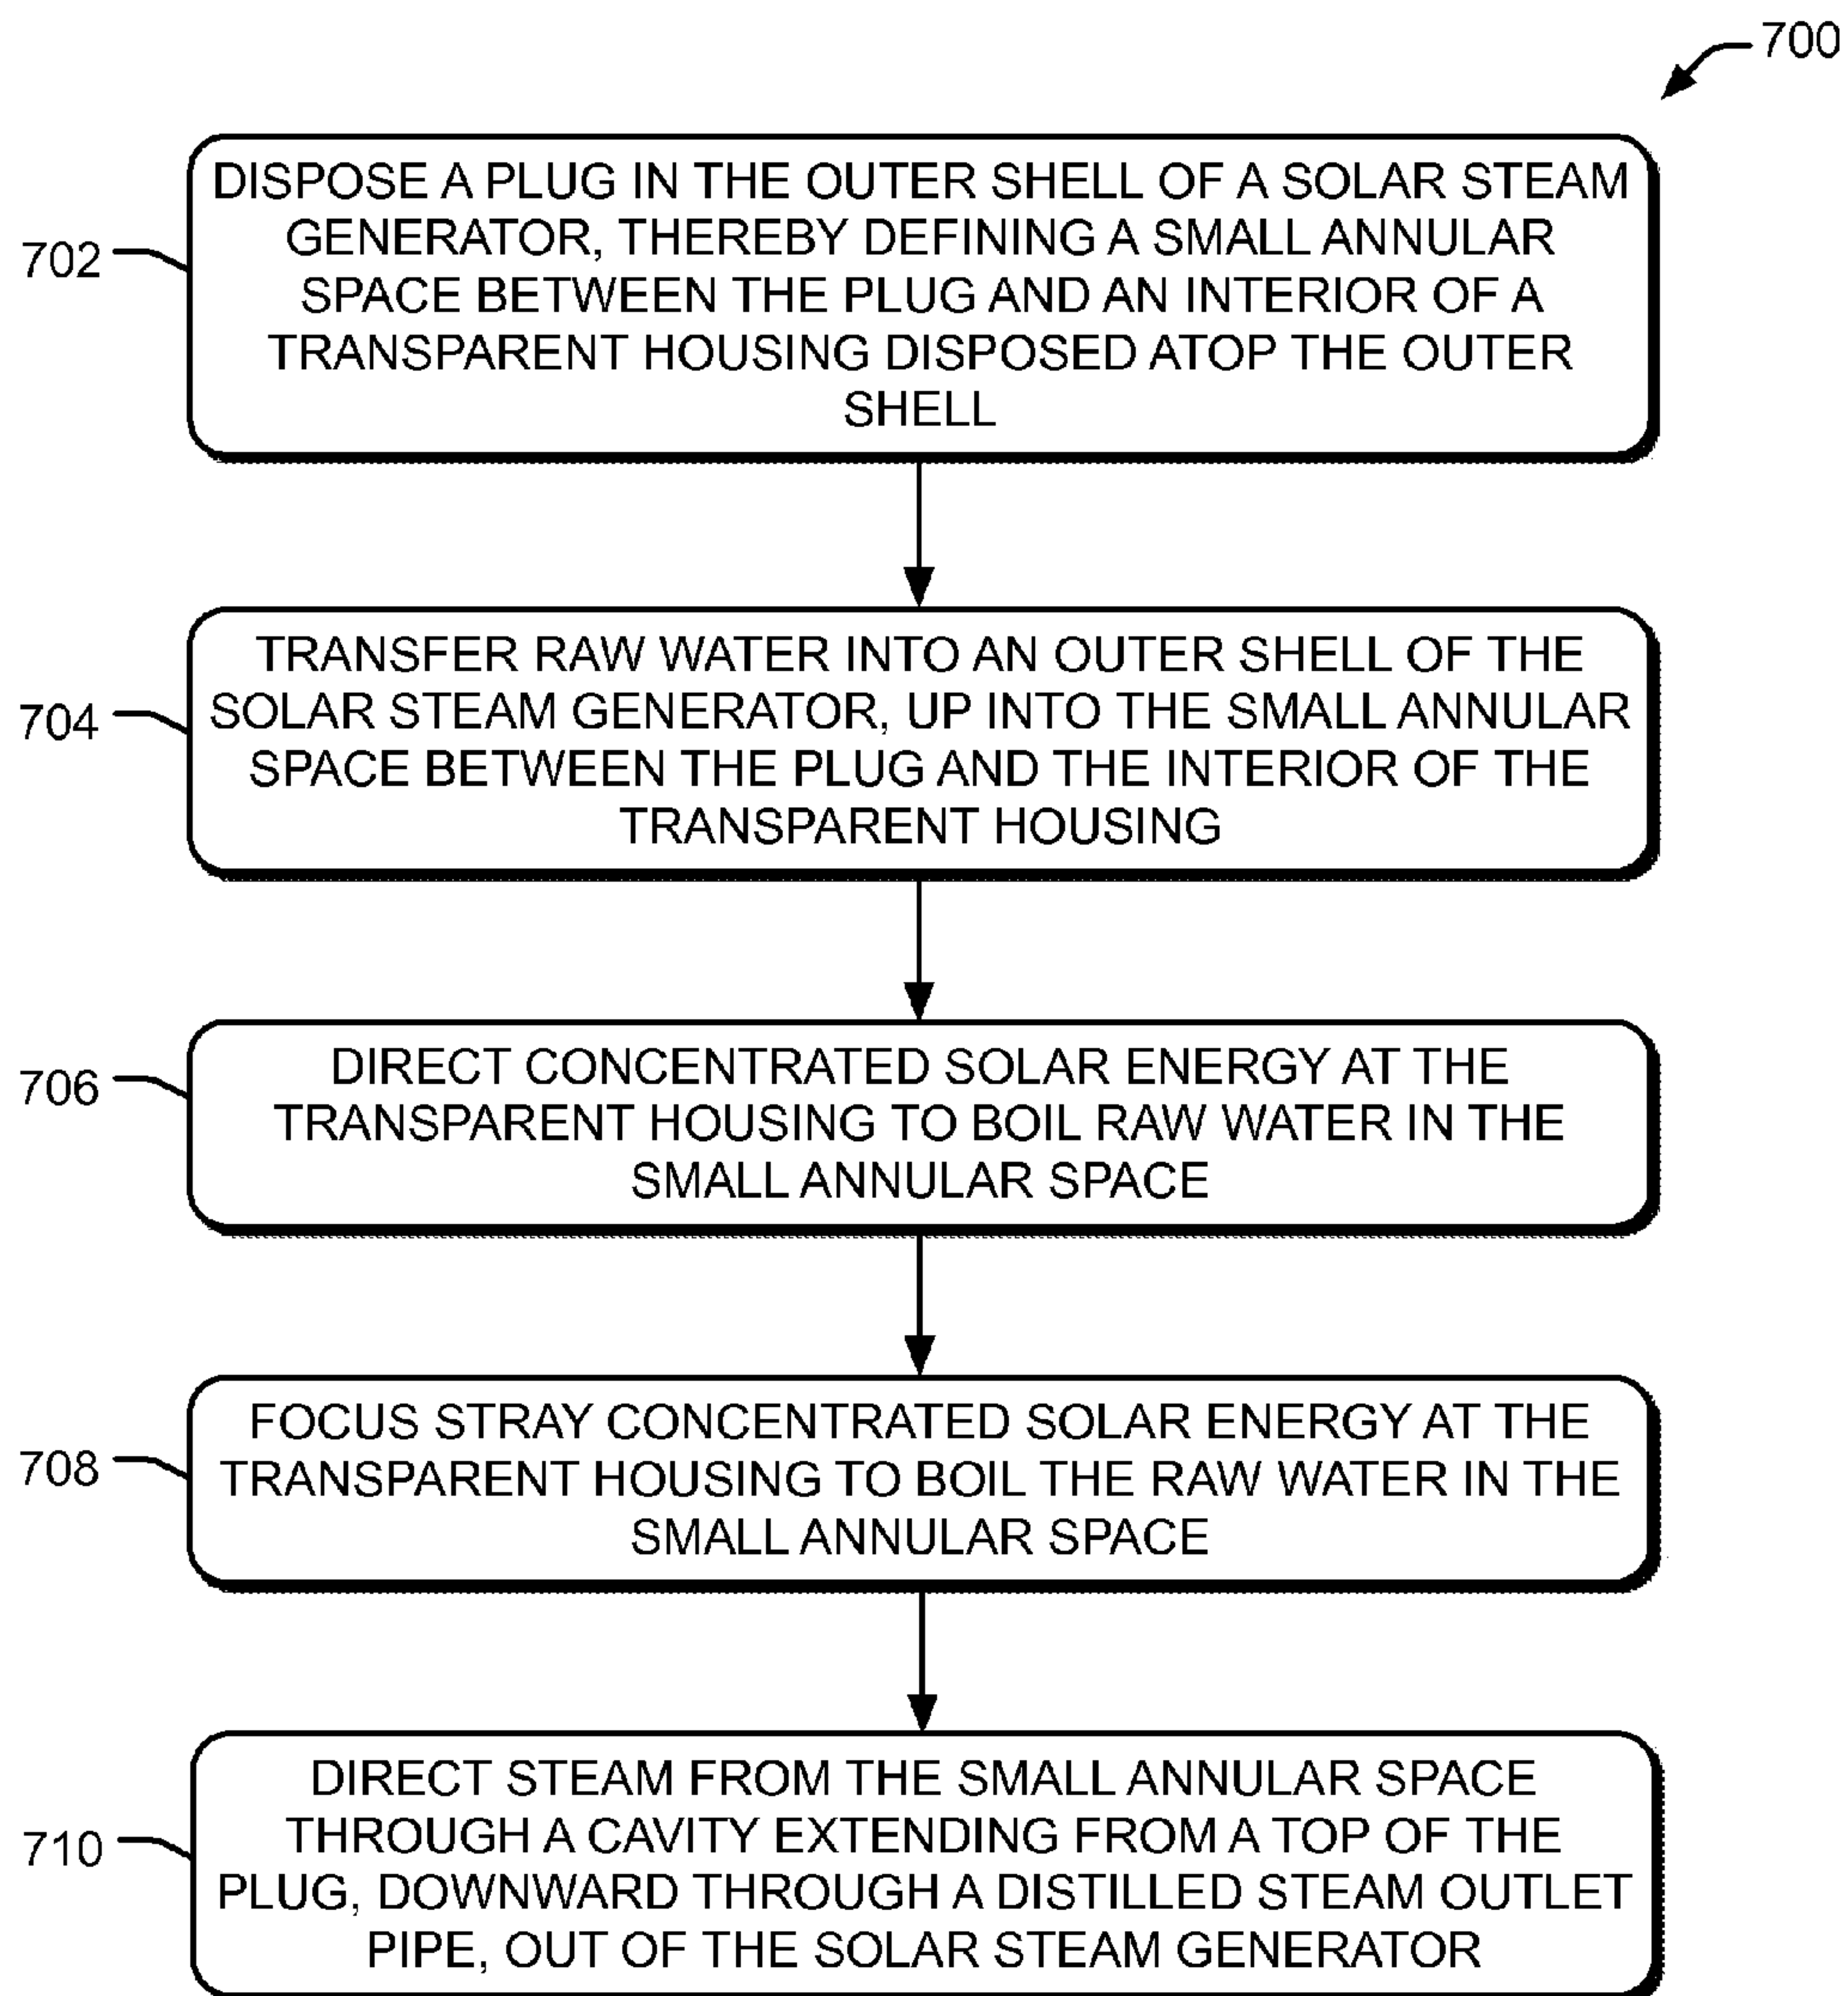 700
702
DISPOSE A PLUG IN THE OUTER SHELL OF A SOLAR STEAM
GENERATOR, THEREBY DEFINING A SMALL ANNULAR
SPACE BETWEEN THE PLUG AND AN INTERIOR OF A
TRANSPARENT HOUSING DISPOSED ATOP THE OUTER
SHELL
704
TRANSFER RAW WATER INTO AN OUTER SHELL OF THE
SOLAR STEAM GENERATOR, UP INTO THE SMALL ANNULAR
SPACE BETWEEN THE PLUG AND THE INTERIOR OF THE
TRANSPARENT HOUSING
706
DIRECT CONCENTRATED SOLAR ENERGY AT THE
TRANSPARENT HOUSING TO BOIL RAW WATER IN THE
SMALL ANNULAR SPACE
708
FOCUS STRAY CONCENTRATED SOLAR ENERGY AT THE
TRANSPARENT HOUSING TO BOIL THE RAW WATER IN THE
SMALL ANNULAR SPACE
710
DIRECT STEAM FROM THE SMALL ANNULAR SPACE
THROUGH A CAVITY EXTENDING FROM A TOP OF THE
PLUG, DOWNWARD THROUGH A DISTILLED STEAM OUTLET
PIPE, OUT OF THE SOLAR STEAM GENERATOR